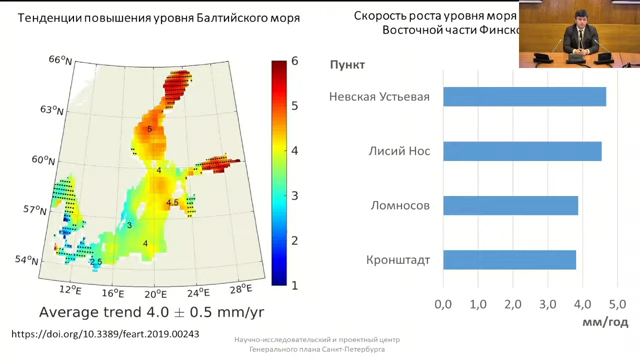 Тенденции повышения уровня Балтийского моря
66°N
63°N
60°N
57°N
54°N
12°E
16°E
20°E
24°E
28°E
5
4
4.5
3
4
2.5
6
5
4
3
2
1
Average trend 4.0 ± 0.5 mm/yr
https://doi.org/10.3389/feart.2019.00243
Скорость роста уровня моря
Восточной части Финско
Пункт
Невская Устьевая
Лисий Нос
Ломносов
Кронштадт
0,0 1,0 2,0 3,0 4,0 5,0
мм/год
Научно-исследовательский и проектный центр
Генерального плана Санкт-Петербурга